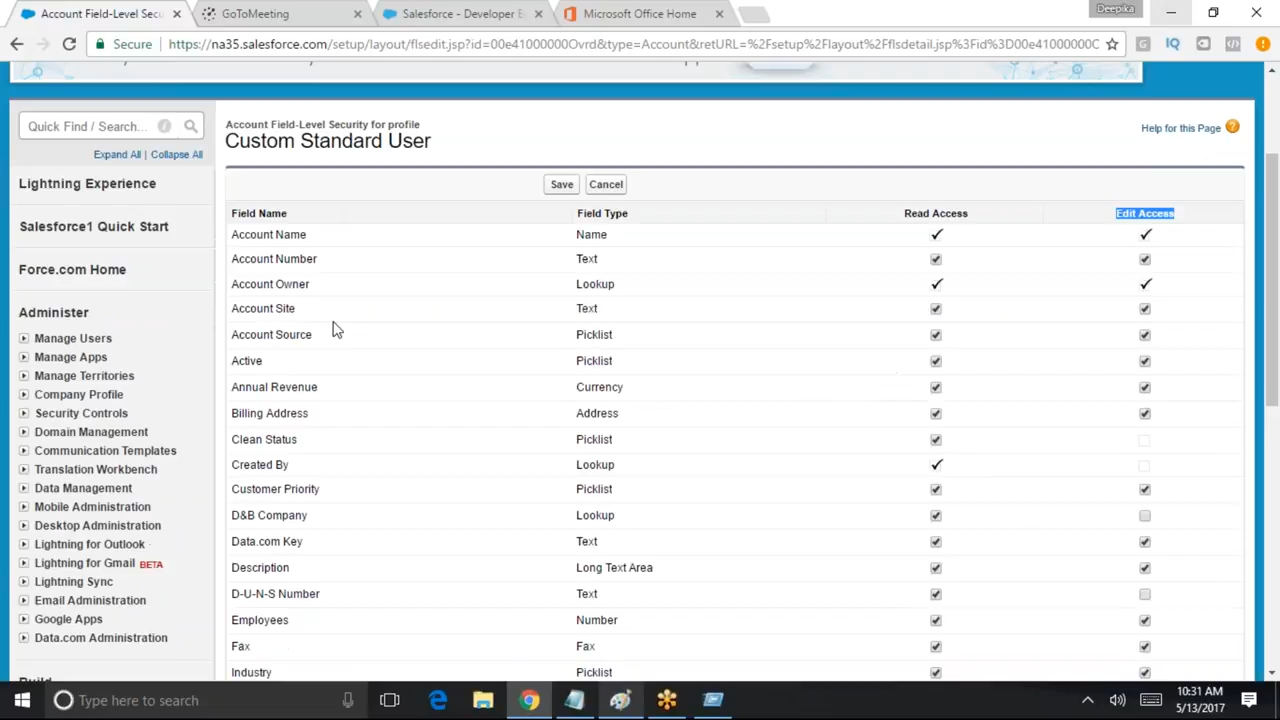 Account Field-Level Secu
GoToMeeting
Salesforce - Developer E
Microsoft Office Home
Deepika
Secure
https://na35.salesforce.com/setup/layout/flsedit.jsp?id=00e41000000Ovrd&type=Account&retURL=%2Fsetup%2Flayout%2Fflsdetail.jsp%3Fid%3D00e41000000C
Quick Find / Search...
Expand All | Collapse All
Lightning Experience
Salesforce1 Quick Start
Force.com Home
Administer
Manage Users
Manage Apps
Manage Territories
Company Profile
Security Controls
Domain Management
Communication Templates
Translation Workbench
Data Management
Mobile Administration
Desktop Administration
Lightning for Outlook
Lightning for Gmail BETA
Lightning Sync
Email Administration
Google Apps
Data.com Administration
Account Field-Level Security for profile
Custom Standard User
Help for this Page
Save Cancel
Field Name Field Type Read Access Edit Access
Account Name Name
Account Number Text
Account Owner Lookup
Account Site Text
Account Source Picklist
Active Picklist
Annual Revenue Currency
Billing Address Address
Clean Status Picklist
Created By Lookup
Customer Priority Picklist
D&B Company Lookup
Data.com Key Text
Description Long Text Area
D-U-N-S Number Text
Employees Number
Fax Fax
Industry Picklist
Type here to search
10:31 AM
5/13/2017